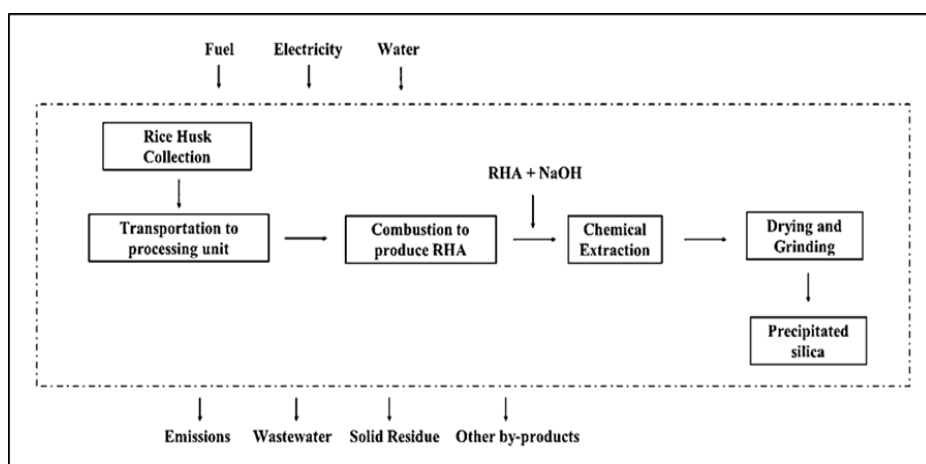 Fuel
Electricity
Water
Rice Husk
Collection
RHA + NaOH
Transportation to
processing unit
Combustion to
produce RHA
Chemical
Extraction
Drying and
Grinding
Precipitated
silica
Emissions
Wastewater
Solid Residue
Other by-products